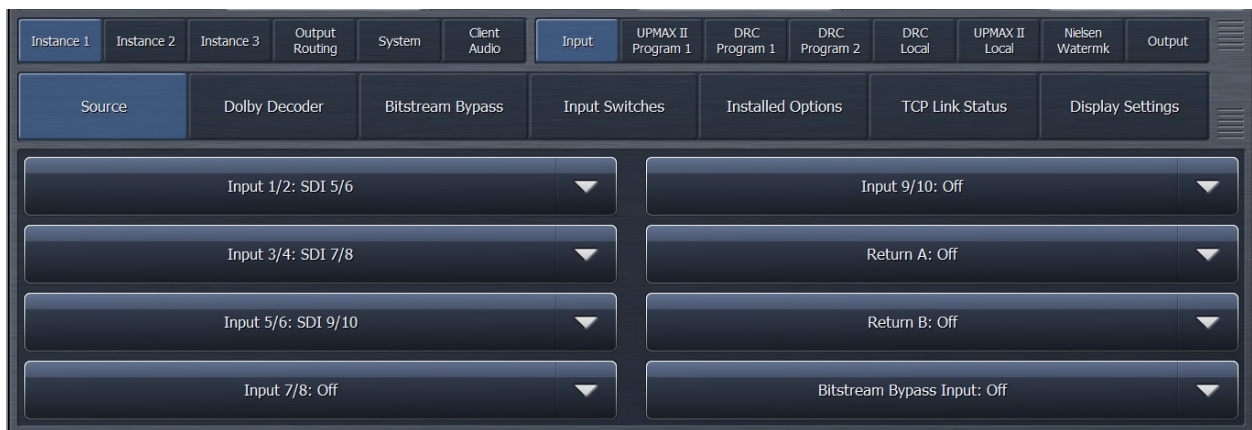 Instance 1
Instance 2
Instance 3
Output
Routing
System
Client
Audio
Input
UPMAX II
Program 1
DRC
Program 1
DRC
Program 2
DRC
Local
UPMAX II
Local
Nielsen
Watermk
Output
Source
Dolby Decoder
Bitstream Bypass
Input Switches
Installed Options
TCP Link Status
Display Settings
Input 1/2: SDI 5/6
Input 9/10: Off
Input 3/4: SDI 7/8
Return A: Off
Input 5/6: SDI 9/10
Return B: Off
Input 7/8: Off
Bitstream Bypass Input: Off